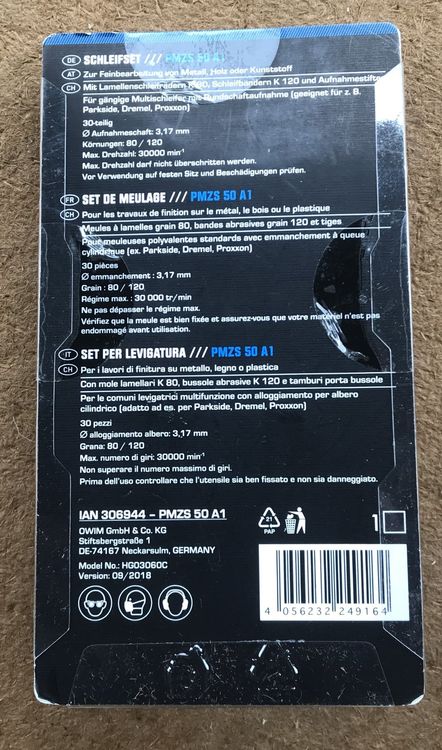 DE SCHLEIFSET /// PMZS 50 A1
AT Zur Feinbearbeitung von Metall, Holz oder Kunststoff
CH Mit Lamellenschleifrädern K 80, Schleifbändern K 120 und Aufnahmestiften
Für gängige Multischleifer mit Rundschaftaufnahme (geeignet für z. B.
Parkside, Dremel, Proxxon)
30-teilig
Ø Aufnahmeschaft: 3,17 mm
Körnungen: 80 / 120
Max. Drehzahl: 30000 min⁻¹
Max. Drehzahl darf nicht überschritten werden.
Vor Verwendung auf festen Sitz und Beschädigungen prüfen.
FR SET DE MEULAGE /// PMZS 50 A1
CH Pour les travaux de finition sur le métal, le bois ou le plastique
Meules à lamelles grain 80, bandes abrasives grain 120 et tiges
Pour meuleuses polyvalentes standards avec emmanchement à queue
cylindrique (ex. Parkside, Dremel, Proxxon)
30 pièces
Ø emmanchement : 3,17 mm
Grain : 80 / 120
Régime max. : 30 000 tr/min
Ne pas dépasser le régime max.
Vérifiez que la meule est bien fixée et assurez-vous que votre matériel n'est pas
endommagé avant utilisation.
IT SET PER LEVIGATURA /// PMZS 50 A1
CH Per i lavori di finitura su metallo, legno o plastica
Con mole lamellari K 80, bussole abrasive K 120 e tamburi porta bussole
Per le comuni levigatrici multifunzione con alloggiamento per albero
cilindrico (adatto ad es. per Parkside, Dremel, Proxxon)
30 pezzi
Ø alloggiamento albero: 3,17 mm
Grana: 80 / 120
Max. numero di giri: 30000 min⁻¹
Non superare il numero massimo di giri.
Prima dell'uso controllare che l'utensile sia ben fissato e non sia danneggiato.
IAN 306944 – PMZS 50 A1
OWIM GmbH & Co. KG
Stiftsbergstraße 1
DE-74167 Neckarsulm, GERMANY
Model No.: HG03060C
Version: 09/2018
21
PAP
1
4 056232 249164